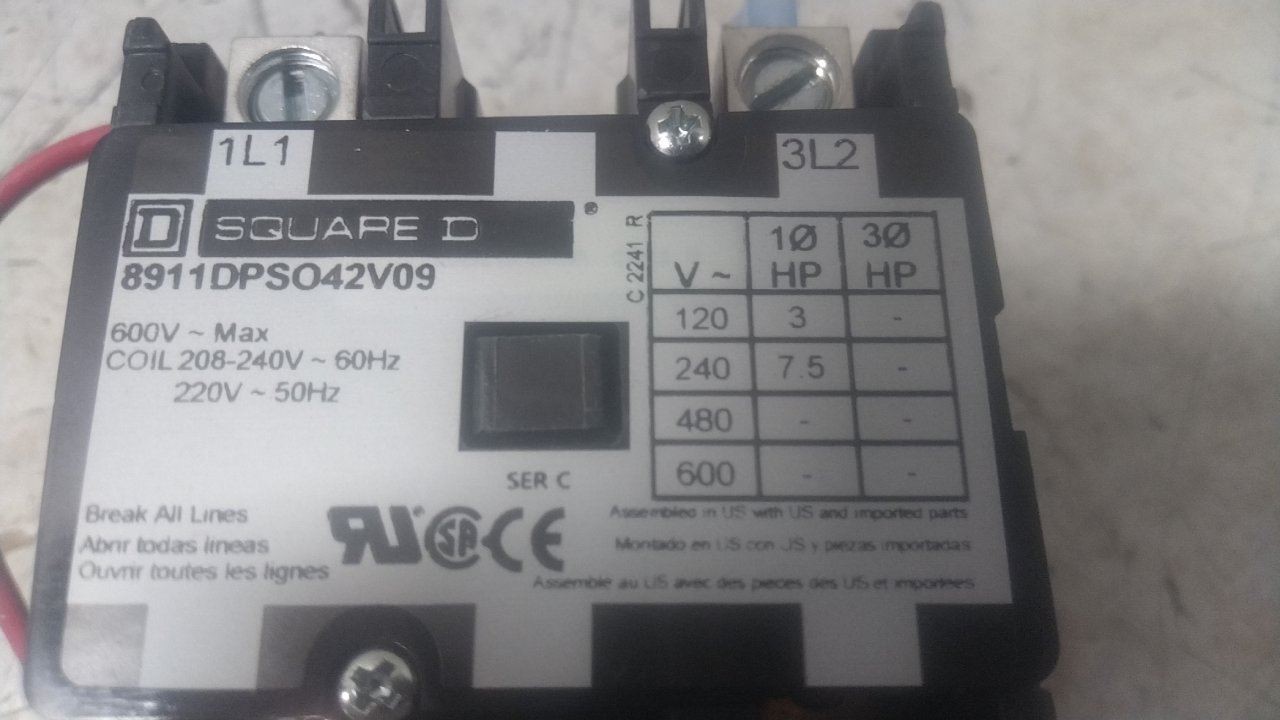 1L1
3L2
D SQUARE D ®
8911DPSO42V09
600V ~ Max
COIL 208-240V ~ 60Hz
220V ~ 50Hz
SER C
C 2241 R
V ~ 1Ø HP 3Ø HP
120 3 -
240 7.5 -
480 - -
600 - -
Break All Lines
Abrir todas lineas
Ouvrir toutes les lignes
RU ® SA CE
Assembled in US with US and imported parts
Montado en US con US y piezas importadas
Assemble au US avec des pieces des US et importees